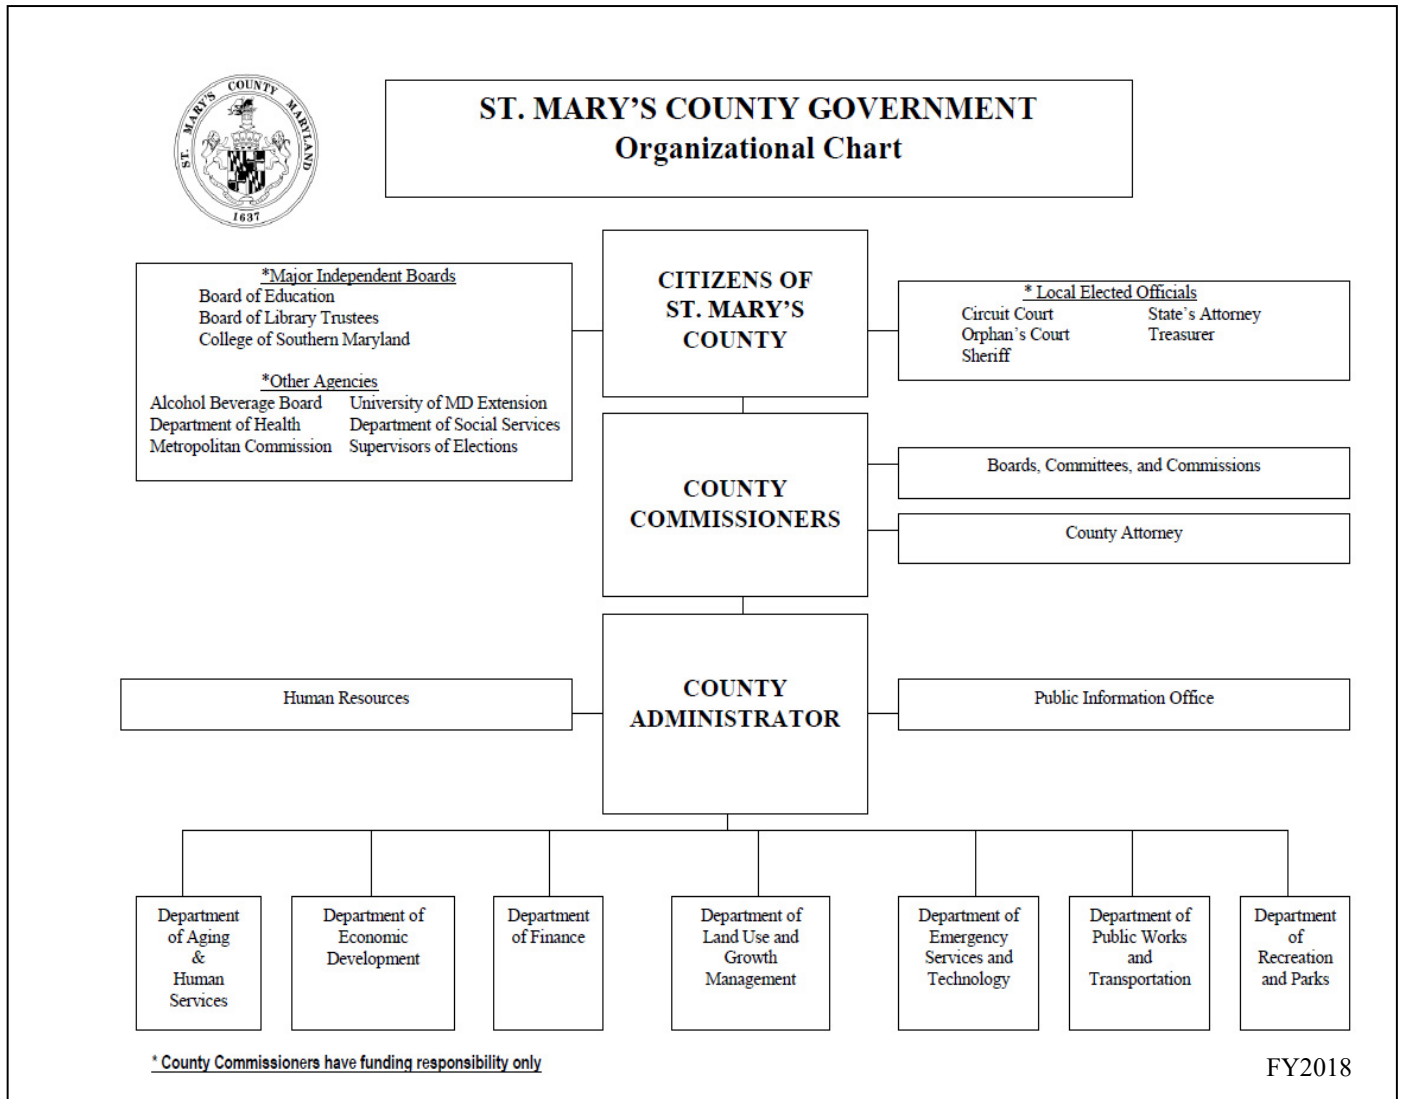 ST. MARY'S COUNTY MARYLAND
1637
ST. MARY'S COUNTY GOVERNMENT
Organizational Chart
*Major Independent Boards
Board of Education
Board of Library Trustees
College of Southern Maryland
*Other Agencies
Alcohol Beverage Board University of MD Extension
Department of Health Department of Social Services
Metropolitan Commission Supervisors of Elections
CITIZENS OF
ST. MARY'S
COUNTY
* Local Elected Officials
Circuit Court State's Attorney
Orphan's Court Treasurer
Sheriff
COUNTY
COMMISSIONERS
Boards, Committees, and Commissions
County Attorney
Human Resources
COUNTY
ADMINISTRATOR
Public Information Office
Department
of Aging
&
Human
Services
Department of
Economic
Development
Department
of Finance
Department of
Land Use and
Growth
Management
Department of
Emergency
Services and
Technology
Department of
Public Works
and
Transportation
Department
of
Recreation
and Parks
* County Commissioners have funding responsibility only
FY2018